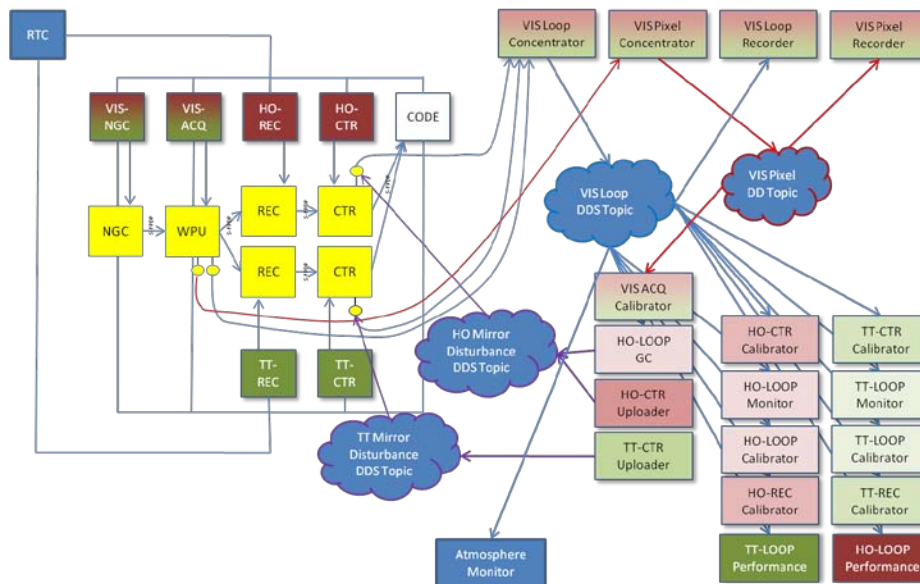 RTC
VIS Loop
Concentrator
VIS Pixel
Concentrator
VIS Loop
Recorder
VIS Pixel
Recorder
VIS-
NGC
VIS-
ACQ
HO-
REC
HO-
CTR
CODE
NGC
WPU
REC
CTR
REC
CTR
TT-
REC
TT-
CTR
VIS Loop
DDS Topic
VIS Pixel
DD Topic
HO Mirror
Disturbance
DDS Topic
TT Mirror
Disturbance
DDS Topic
VIS ACQ
Calibrator
HO-LOOP
GC
HO-CTR
Uploader
TT-CTR
Uploader
HO-CTR
Calibrator
HO-LOOP
Monitor
HO-LOOP
Calibrator
HO-REC
Calibrator
TT-LOOP
Performance
TT-CTR
Calibrator
TT-LOOP
Monitor
TT-LOOP
Calibrator
TT-REC
Calibrator
HO-LOOP
Performance
Atmosphere
Monitor